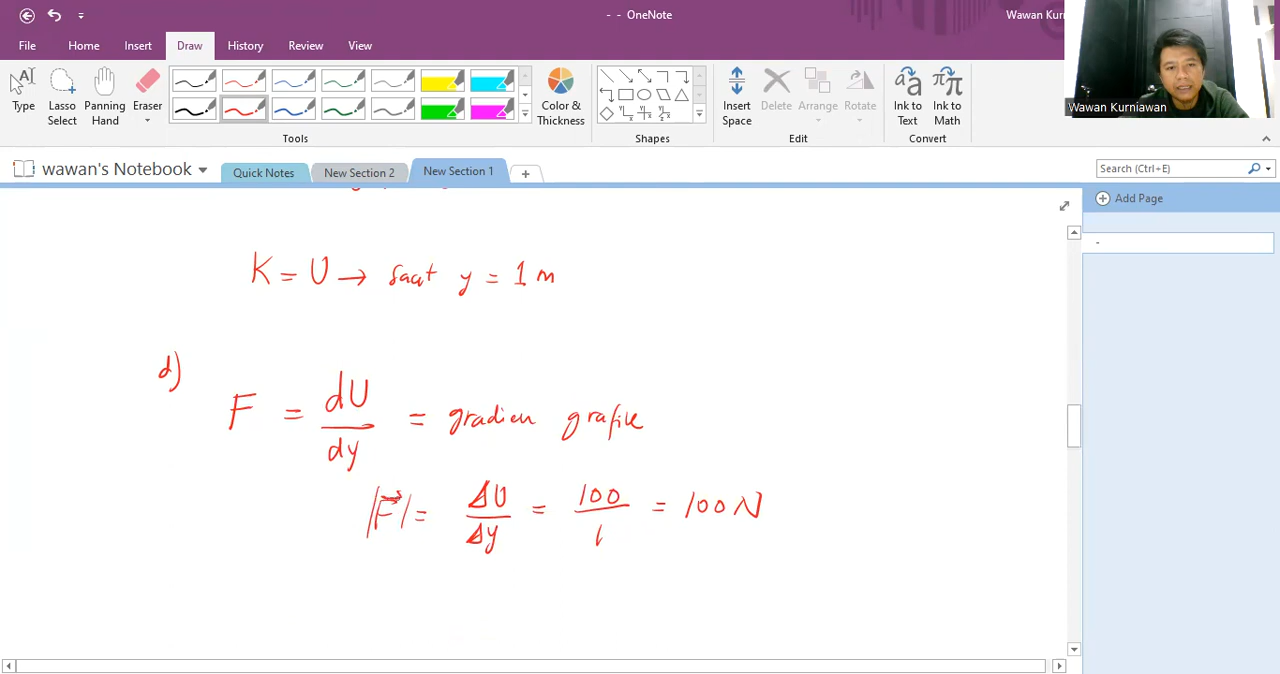 - - OneNote
Wawan Kurn
File
Home
Insert
Draw
History
Review
View
Type
Lasso Select
Panning Hand
Eraser
Color & Thickness
Insert Space
Delete
Arrange
Rotate
Ink to Text
Ink to Math
Tools
Shapes
Edit
Convert
Wawan Kurniawan
wawan's Notebook
Quick Notes
New Section 2
New Section 1
Search (Ctrl+E)
Add Page
-
K = U → saat y = 1 m
d)
F = dU/dy = gradien grafik
|F⃗| = ΔU/Δy = 100/1 = 100 N